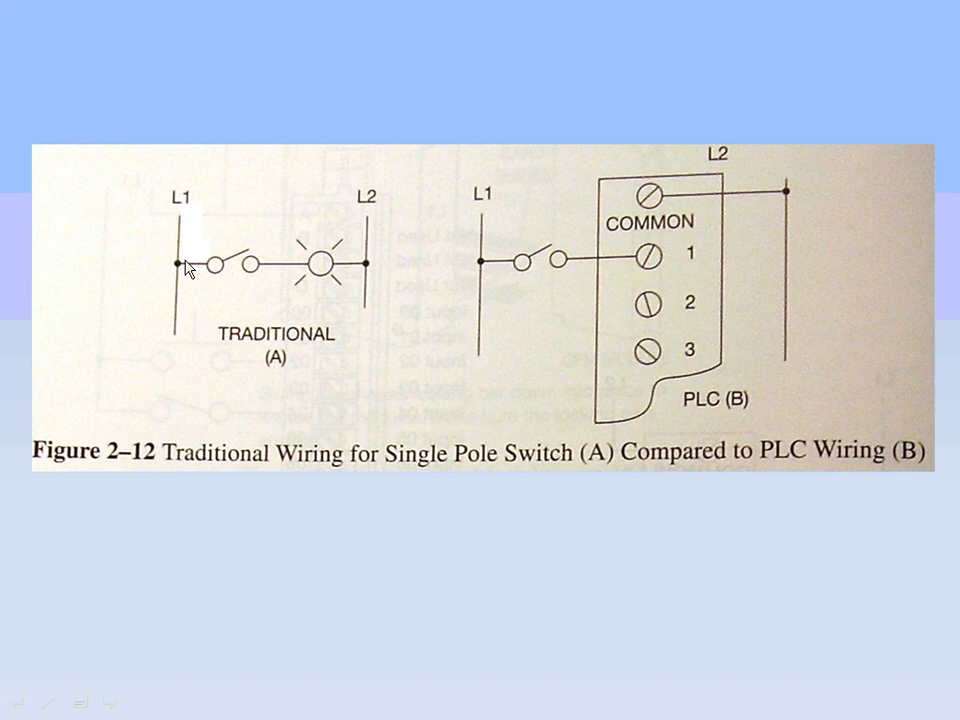 L1
L2
TRADITIONAL
(A)
L1
L2
COMMON
1
2
3
PLC (B)
Figure 2–12 Traditional Wiring for Single Pole Switch (A) Compared to PLC Wiring (B)